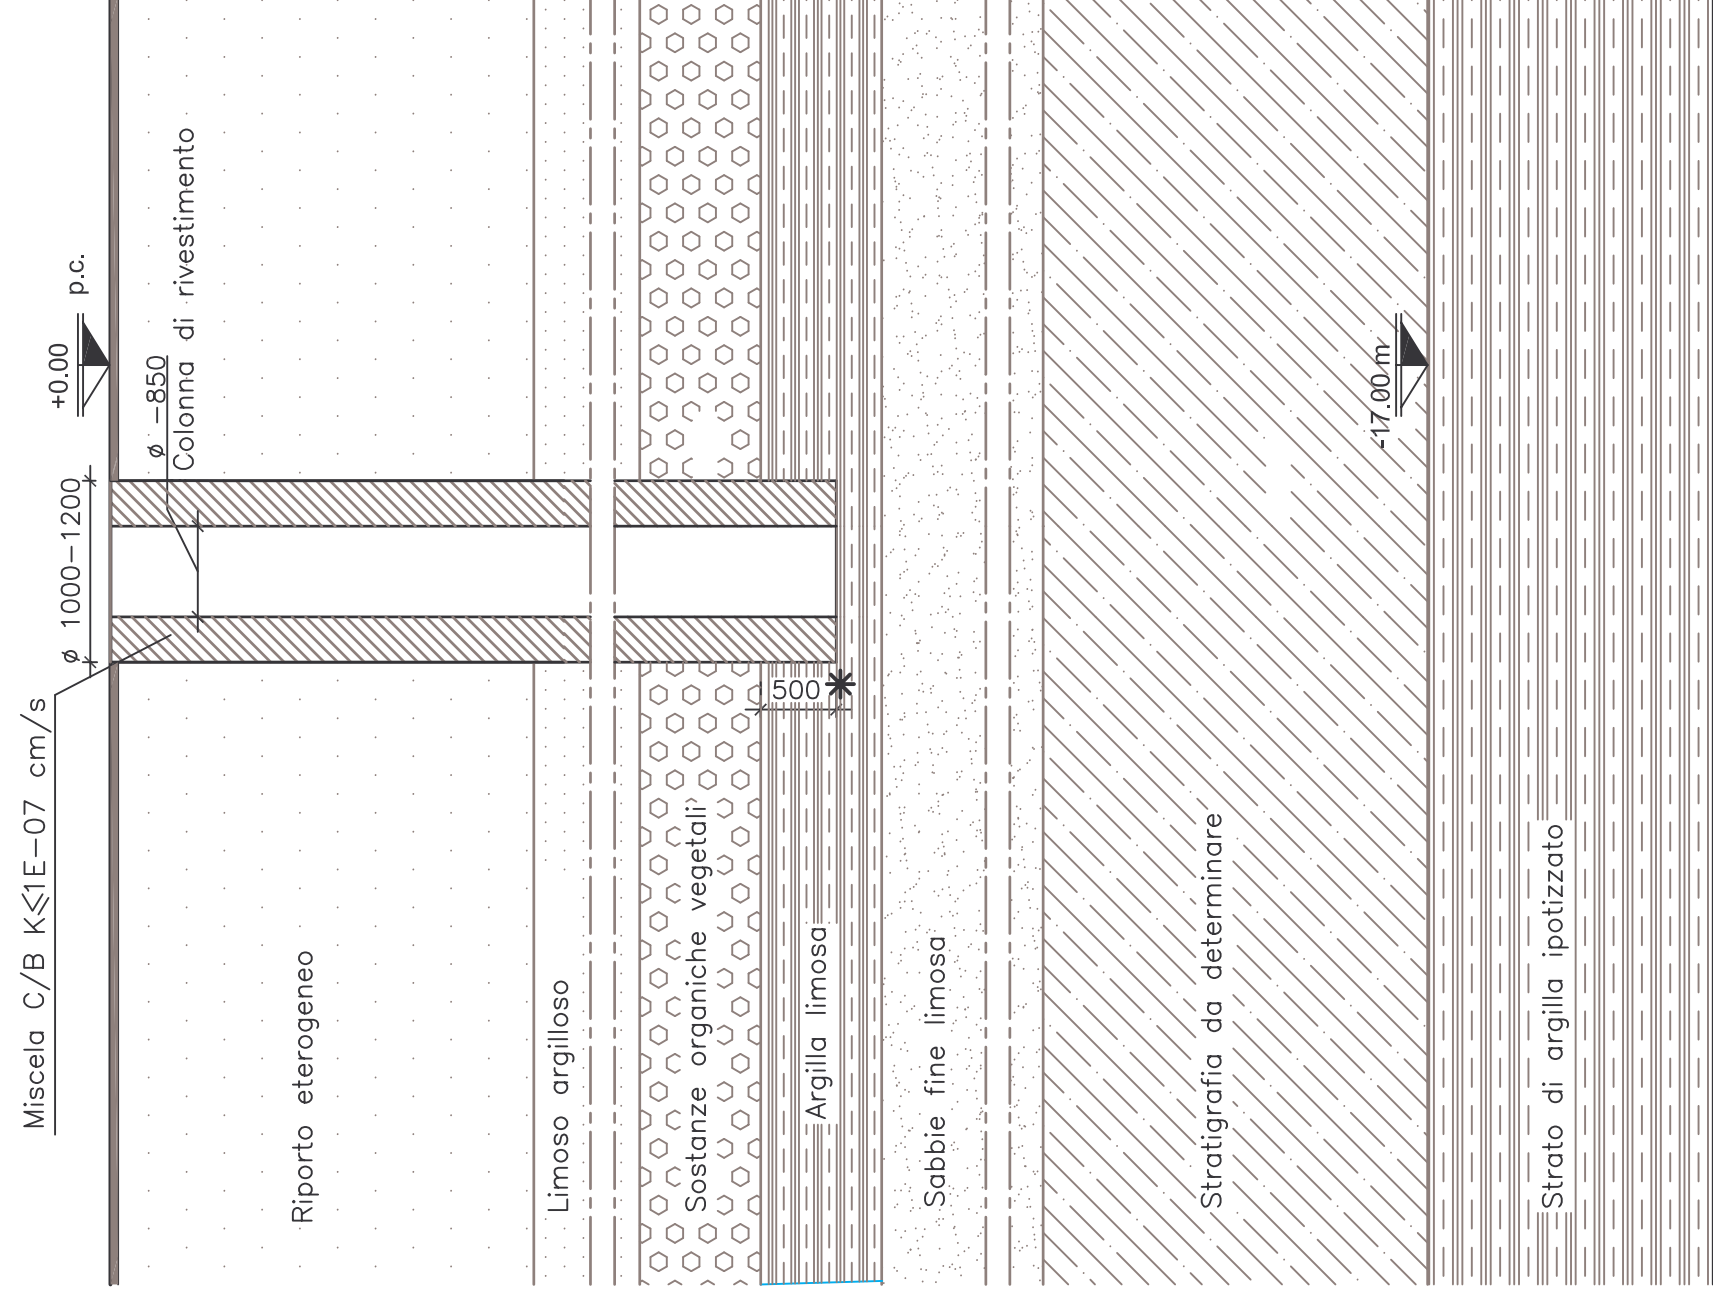 Miscela C/B K≤1E-07 cm/s
ø 1000-1200
+0.00
p.c.
ø -850
Colonna di rivestimento
Riporto eterogeneo
Limoso argilloso
Sostanze organiche vegetali
500 *
Argilla limosa
Sabbie fine limosa
Stratigrafia da determinare
-17.00 m
Strato di argilla ipotizzato